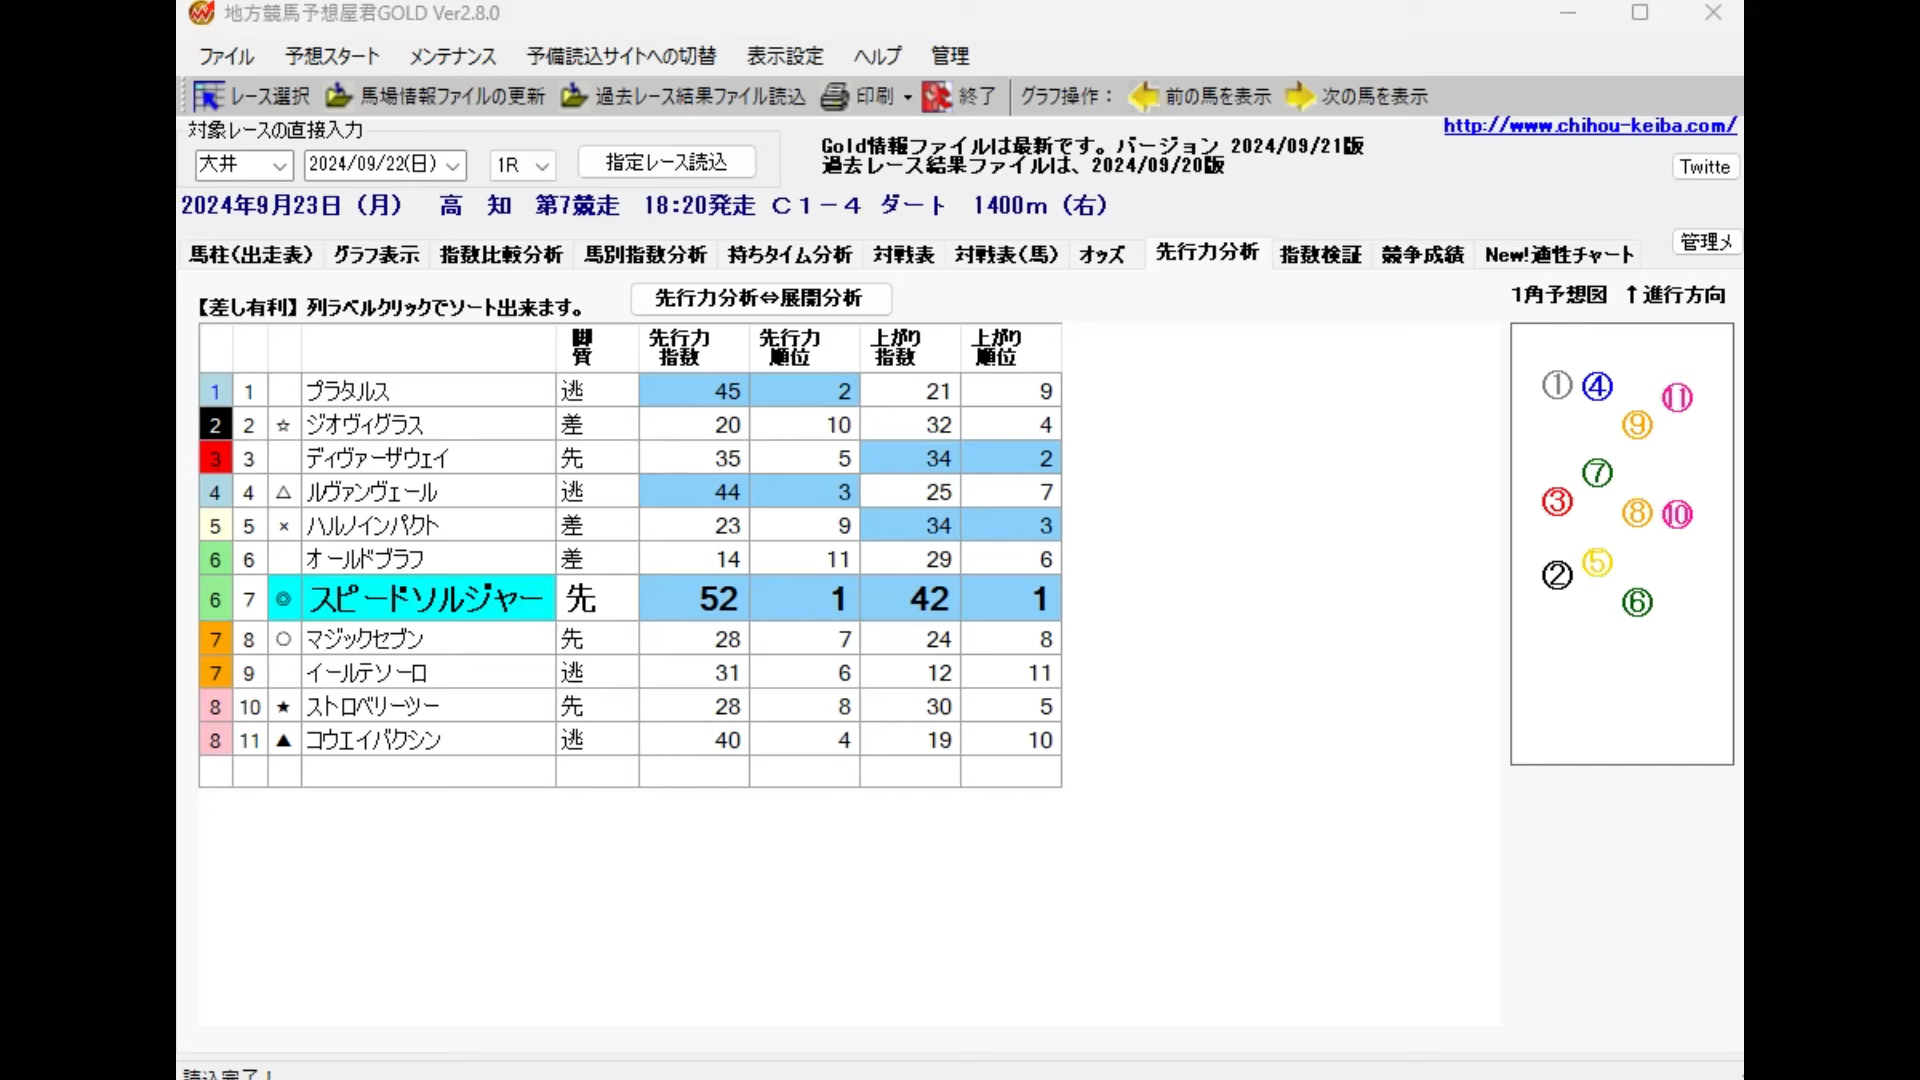 地方競馬予想屋君GOLD Ver2.8.0
ファイル 予想スタート メンテナンス 予備読込サイトへの切替 表示設定 ヘルプ 管理
レース選択 馬場情報ファイルの更新 過去レース結果ファイル読込 印刷 終了 グラフ操作： 前の馬を表示 次の馬を表示
対象レースの直接入力
http://www.chihou-keiba.com/
大井 2024/09/22(日) 1R 指定レース読込
Gold情報ファイルは最新です。バージョン 2024/09/21版
過去レース結果ファイルは、2024/09/20版
Twitte
2024年9月23日（月） 高 知 第7競走 18:20発走 Ｃ１－４ ダート 1400m（右）
管理メ
馬柱(出走表) グラフ表示 指数比較分析 馬別指数分析 持ちタイム分析 対戦表 対戦表(馬) オッズ 先行力分析 指数検証 競争成績 New!適性チャート
【差し有利】列ラベルクリックでソート出来ます。 先行力分析⇔展開分析
1角予想図 ↑進行方向
脚質 先行力指数 先行力順位 上がり指数 上がり順位
1 1 プラタルス 逃 45 2 21 9
2 2 ☆ ジオヴィグラス 差 20 10 32 4
3 3 ディヴァーザウェイ 先 35 5 34 2
4 4 △ ルヴァンヴェール 逃 44 3 25 7
5 5 × ハルノインパクト 差 23 9 34 3
6 6 オールドブラフ 差 14 11 29 6
6 7 ◎ スピードソルジャー 先 52 1 42 1
7 8 ○ マジックセブン 先 28 7 24 8
7 9 イールテソーロ 逃 31 6 12 11
8 10 ★ ストロベリーツー 先 28 8 30 5
8 11 ▲ コウエイバクシン 逃 40 4 19 10
① ④ ⑪
⑨
⑦
③ ⑧ ⑩
② ⑤
⑥
読込完了！